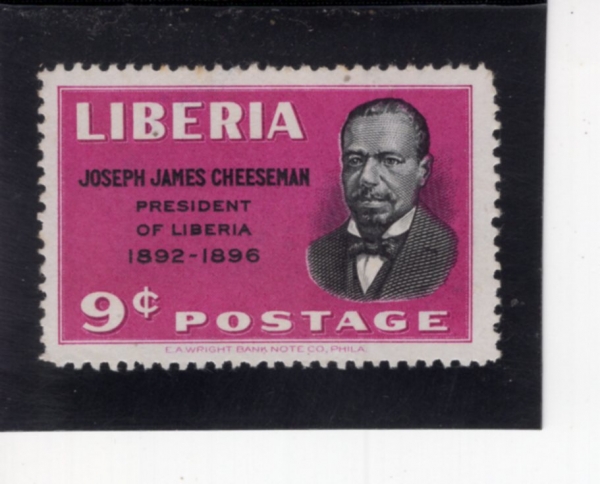 LIBERIA
JOSEPH JAMES CHEESEMAN
PRESIDENT
OF LIBERIA
1892-1896
9¢ POSTAGE
E.A. WRIGHT BANK NOTE CO., PHILA.